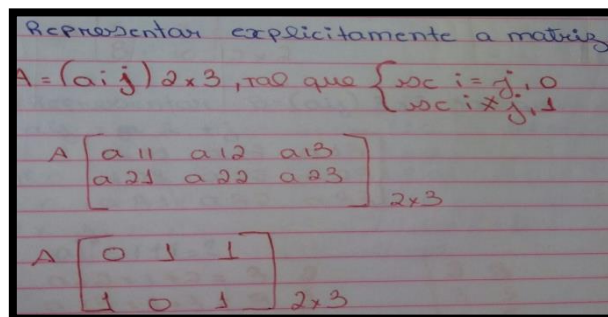 Representar explicitamente a matriz
A = (aij) 2x3, tal que { se i = j, 0
se i ≠ j, 1
A [ a11 a12 a13
a21 a22 a23 ] 2x3
A [ 0 1 1
1 0 1 ] 2x3